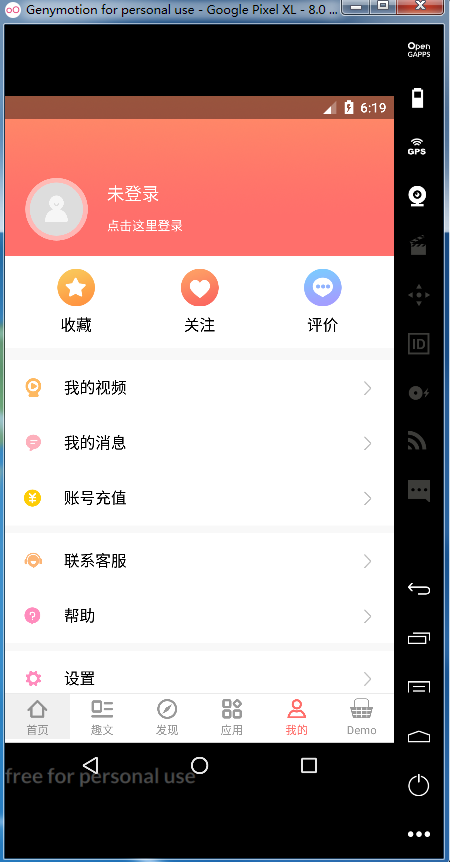 Genymotion for personal use - Google Pixel XL - 8.0 ...
Open
GAPPS
6:19
GPS
未登录
点击这里登录
收藏
关注
评价
ID
我的视频
我的消息
账号充值
联系客服
帮助
设置
首页
趣文
发现
应用
我的
Demo
free for personal use